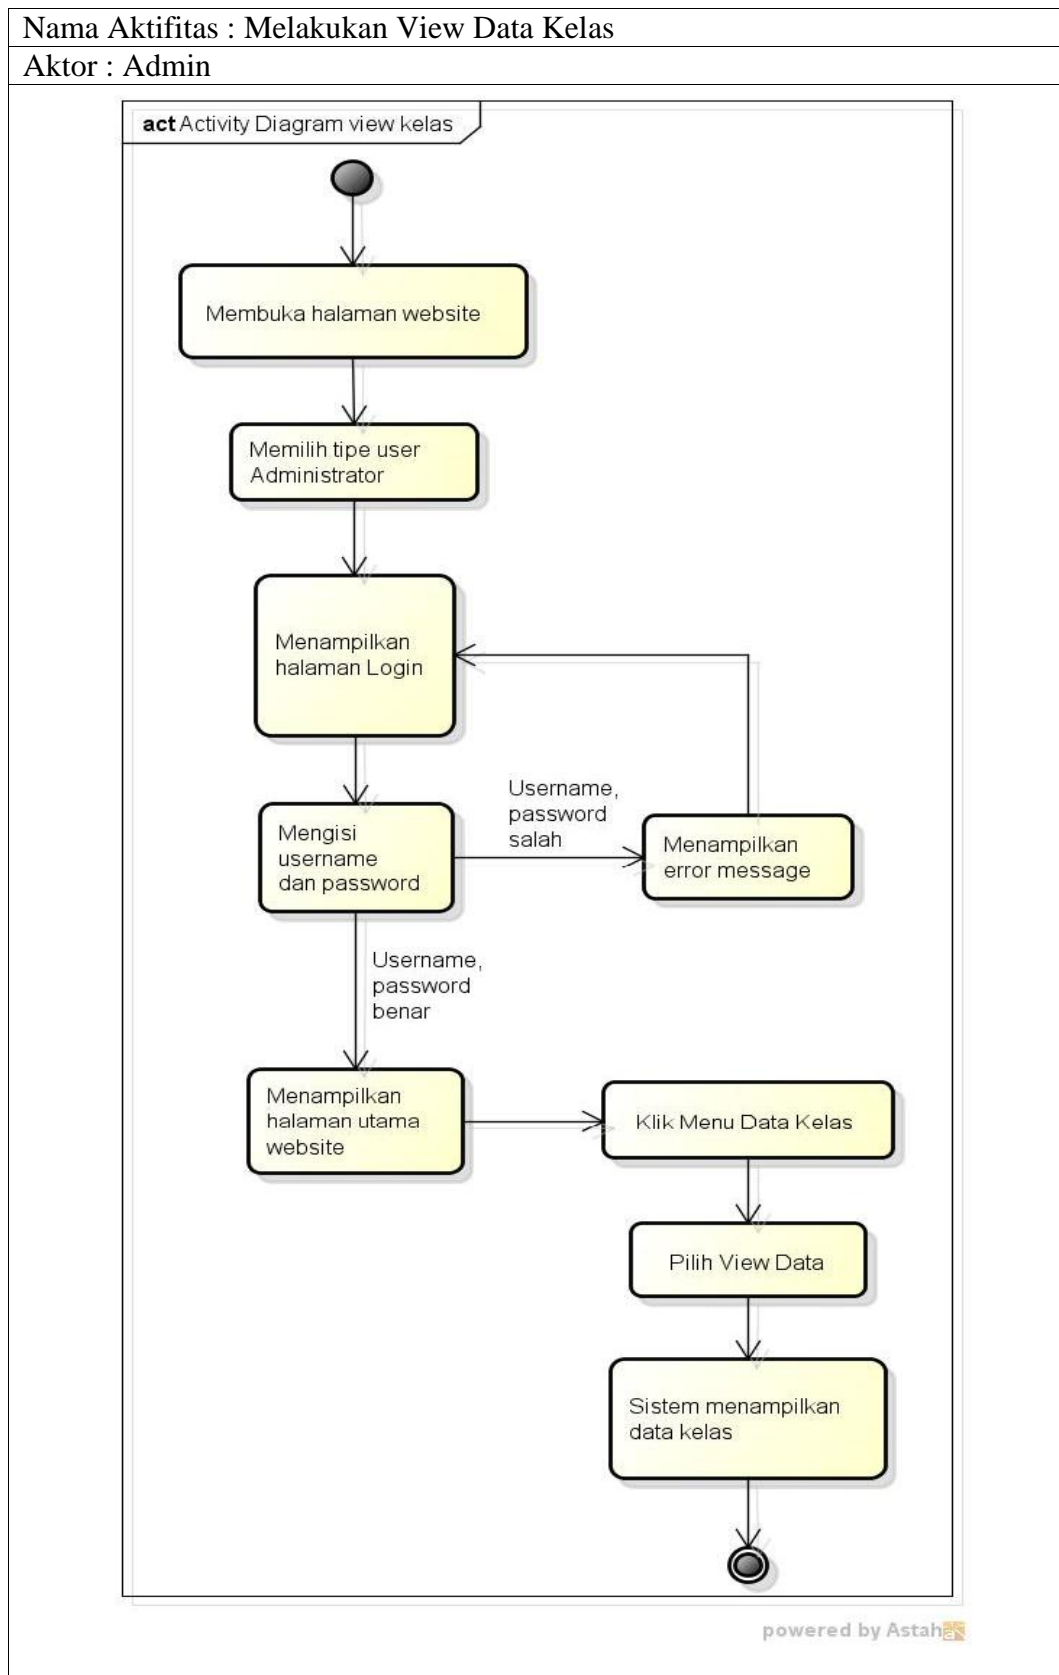 Nama Aktifitas : Melakukan View Data Kelas
Aktor : Admin
act Activity Diagram view kelas
Membuka halaman website
Memilih tipe user
Administrator
Menampilkan
halaman Login
Username,
password
salah
Mengisi
username
dan password
Menampilkan
error message
Username,
password
benar
Menampilkan
halaman utama
website
Klik Menu Data Kelas
Pilih View Data
Sistem menampilkan
data kelas
powered by Astah